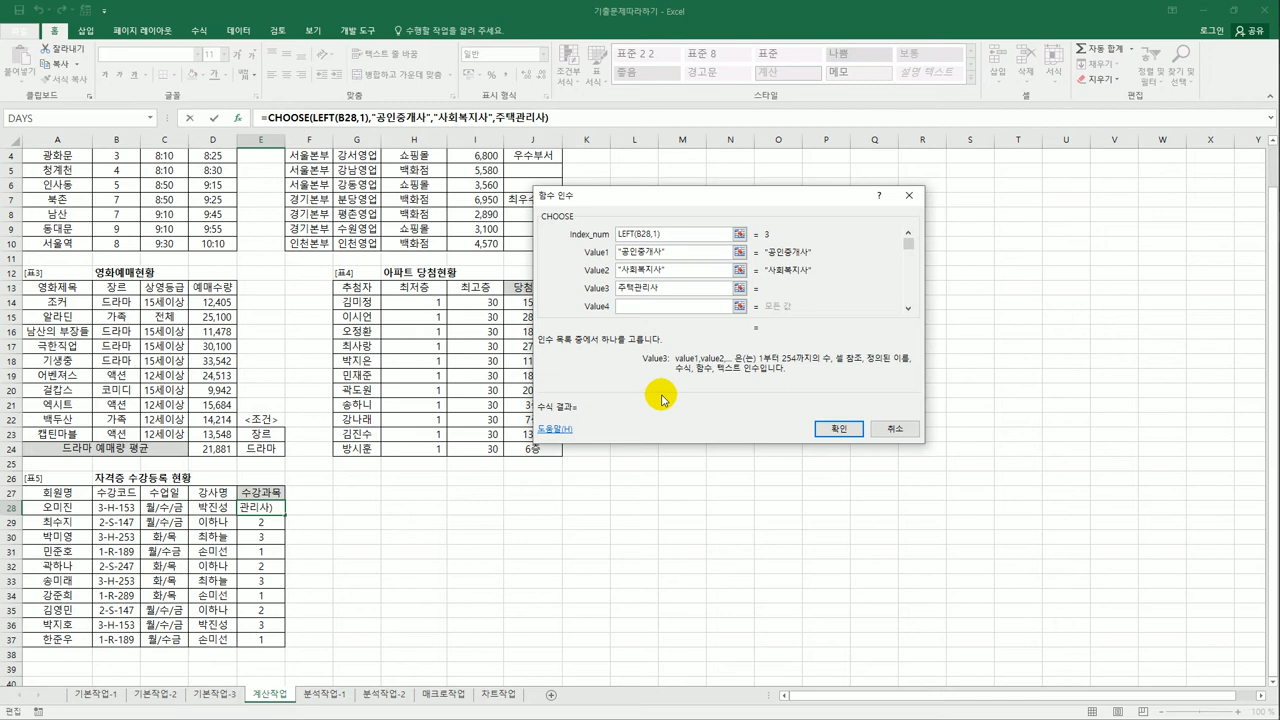 기출문제따라하기 - Excel
파일 홈 삽입 페이지 레이아웃 수식 데이터 검토 보기 개발 도구 수행할 작업을 알려 주세요. 로그인 공유
붙여넣기 잘라내기 복사 서식 복사 클립보드
11 가 가 가 글꼴
텍스트 줄 바꿈 병합하고 가운데 맞춤 맞춤
일반 표시 형식
조건부 서식 표 서식
표준 2 2 표준 8 표준 나쁨 보통
좋음 경고문 계산 메모 설명 텍스트
스타일
삽입 삭제 서식 셀
자동 합계 채우기 지우기 정렬 및 필터 찾기 및 선택 편집
DAYS =CHOOSE(LEFT(B28,1),"공인중개사","사회복지사",주택관리사)
A B C D E F G H I J K L M N O P Q R S T U V W X Y
4 광화문 3 8:10 8:25 서울본부 강서영업 쇼핑몰 6,800 우수부서
5 청계천 4 8:10 8:30 서울본부 강남영업 백화점 5,580
6 인사동 5 8:50 9:15 서울본부 강동영업 쇼핑몰 3,560
7 북촌 7 8:50 9:25 경기본부 분당영업 백화점 6,950 최우수
8 남산 7 9:10 9:45 경기본부 평촌영업 백화점 2,890
9 동대문 9 9:10 9:55 경기본부 수원영업 쇼핑몰
10 서울역 8 9:30 10:10 인천본부 인천영업 백화점 4,570
11
12 [표3] 영화예매현황 [표4] 아파트 당첨현황
13 영화제목 장르 상영등급 예매수량 추첨자 최저층 최고층 당첨
14 조커 드라마 15세이상 12,405 김미정 1 30 15
15 알라딘 가족 전체 25,100 이시연 1 30 28
16 남산의 부장들 드라마 15세이상 11,478 오정환 1 30 18
17 극한직업 드라마 15세이상 최사랑 1 30 27
18 기생충 드라마 15세이상 33,542 박지은 1 30
19 어벤져스 액션 12세이상 24,513 민재준 1 30
20 걸캅스 코미디 12세이상 9,942 곽도원 1 30 20
21 엑시트 액션 12세이상 15,684 송하니 1 30 3
22 백두산 가족 12세이상 14,214 <조건> 강나래 1 30 7
23 캡틴마블 액션 12세이상 13,548 장르 김진수 1 30 13
24 드라마 예매량 평균 21,881 드라마 방시훈 1 30 6층
25
26 [표5] 자격증 수강등록 현황
27 회원명 수강코드 수업일 강사명 수강과목
28 오미진 3-H-153 월/수/금 박진성 관리사)
29 최수지 2-S-147 월/수/금 이하나 2
30 박미영 3-H-253 화/목 최하늘 3
31 민준호 1-R-189 월/수금 손미선 1
32 곽하나 2-S-247 화/목 이하나 2
33 송미래 3-H-253 화/목 최하늘 3
34 강준희 1-R-289 화/목 손미선 1
35 김영민 2-S-147 월/수/금 이하나 2
36 박지호 3-H-153 월/수/금 박진성 3
37 한준우 1-R-189 월/수/금 손미선 1
38
39
40
함수 인수 ? ×
CHOOSE
Index_num LEFT(B28,1) = 3
Value1 "공인중개사" = "공인중개사"
Value2 "사회복지사" = "사회복지사"
Value3 주택관리사 =
Value4 = 모든 값
=
인수 목록 중에서 하나를 고릅니다.
Value3: value1,value2,... 은(는) 1부터 254까지의 수, 셀 참조, 정의된 이름,
수식, 함수, 텍스트 인수입니다.
수식 결과=
도움말(H) 확인 취소
기본작업-1 기본작업-2 기본작업-3 계산작업 분석작업-1 분석작업-2 매크로작업 차트작업
편집 100 %